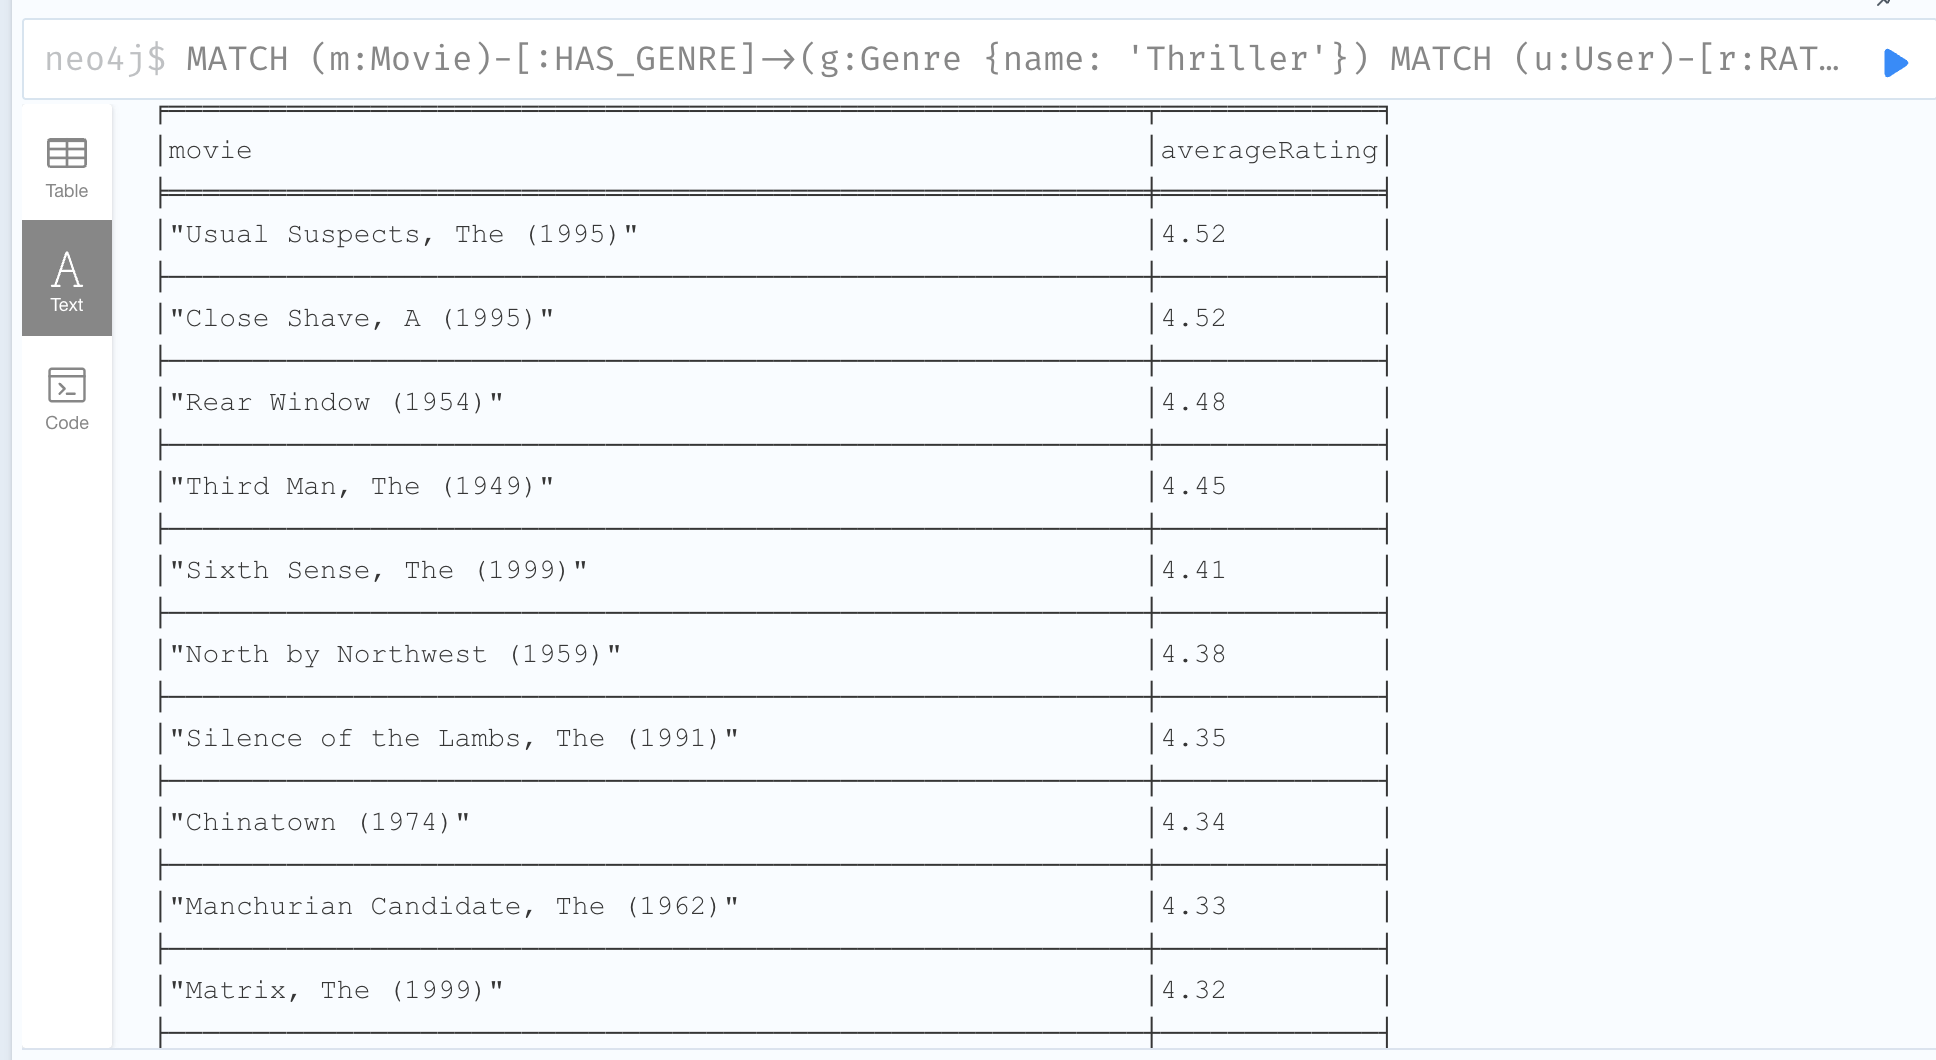 neo4j$ MATCH (m:Movie)-[:HAS_GENRE]->(g:Genre {name: 'Thriller'}) MATCH (u:User)-[r:RAT…
Table
Text
Code
movie averageRating
"Usual Suspects, The (1995)" 4.52
"Close Shave, A (1995)" 4.52
"Rear Window (1954)" 4.48
"Third Man, The (1949)" 4.45
"Sixth Sense, The (1999)" 4.41
"North by Northwest (1959)" 4.38
"Silence of the Lambs, The (1991)" 4.35
"Chinatown (1974)" 4.34
"Manchurian Candidate, The (1962)" 4.33
"Matrix, The (1999)" 4.32